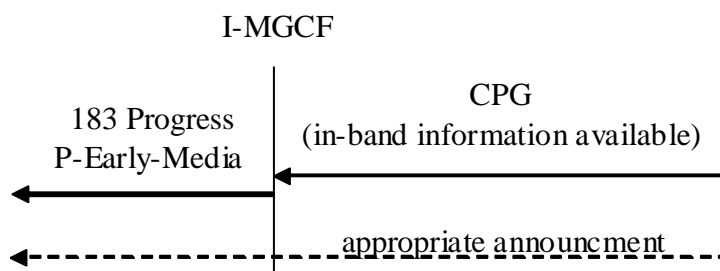 I-MGCF
183 Progress
P-Early-Media
CPG
(in-band information available)
appropriate announcment